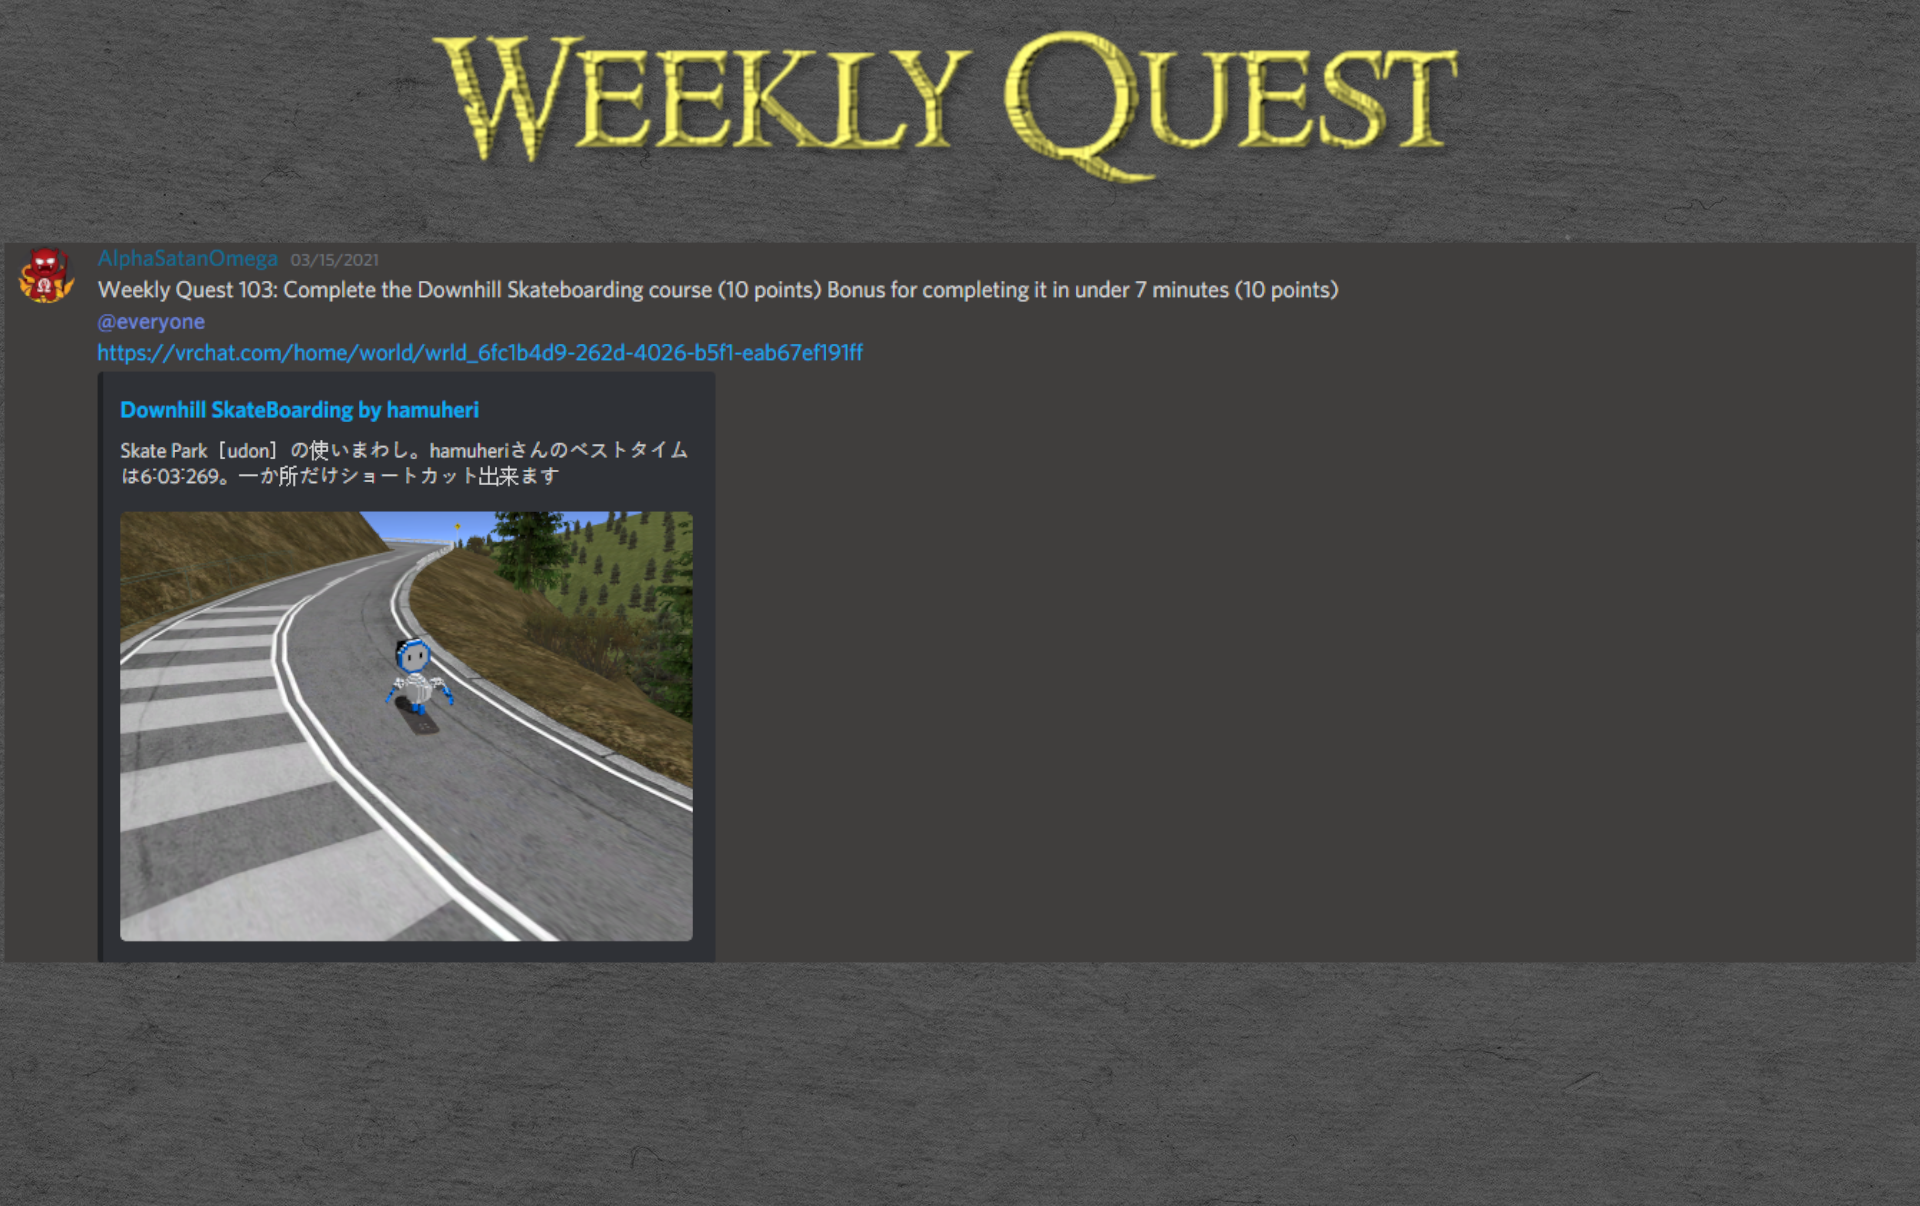 WEEKLY QUEST
AlphaSatanOmega 03/15/2021
Weekly Quest 103: Complete the Downhill Skateboarding course (10 points) Bonus for completing it in under 7 minutes (10 points)
@everyone
https://vrchat.com/home/world/wrld_6fc1b4d9-262d-4026-b5f1-eab67ef191ff
Downhill SkateBoarding by hamuheri
Skate Park［udon］の使いまわし。hamuheriさんのベストタイム
は6:03:269。一か所だけショートカット出来ます